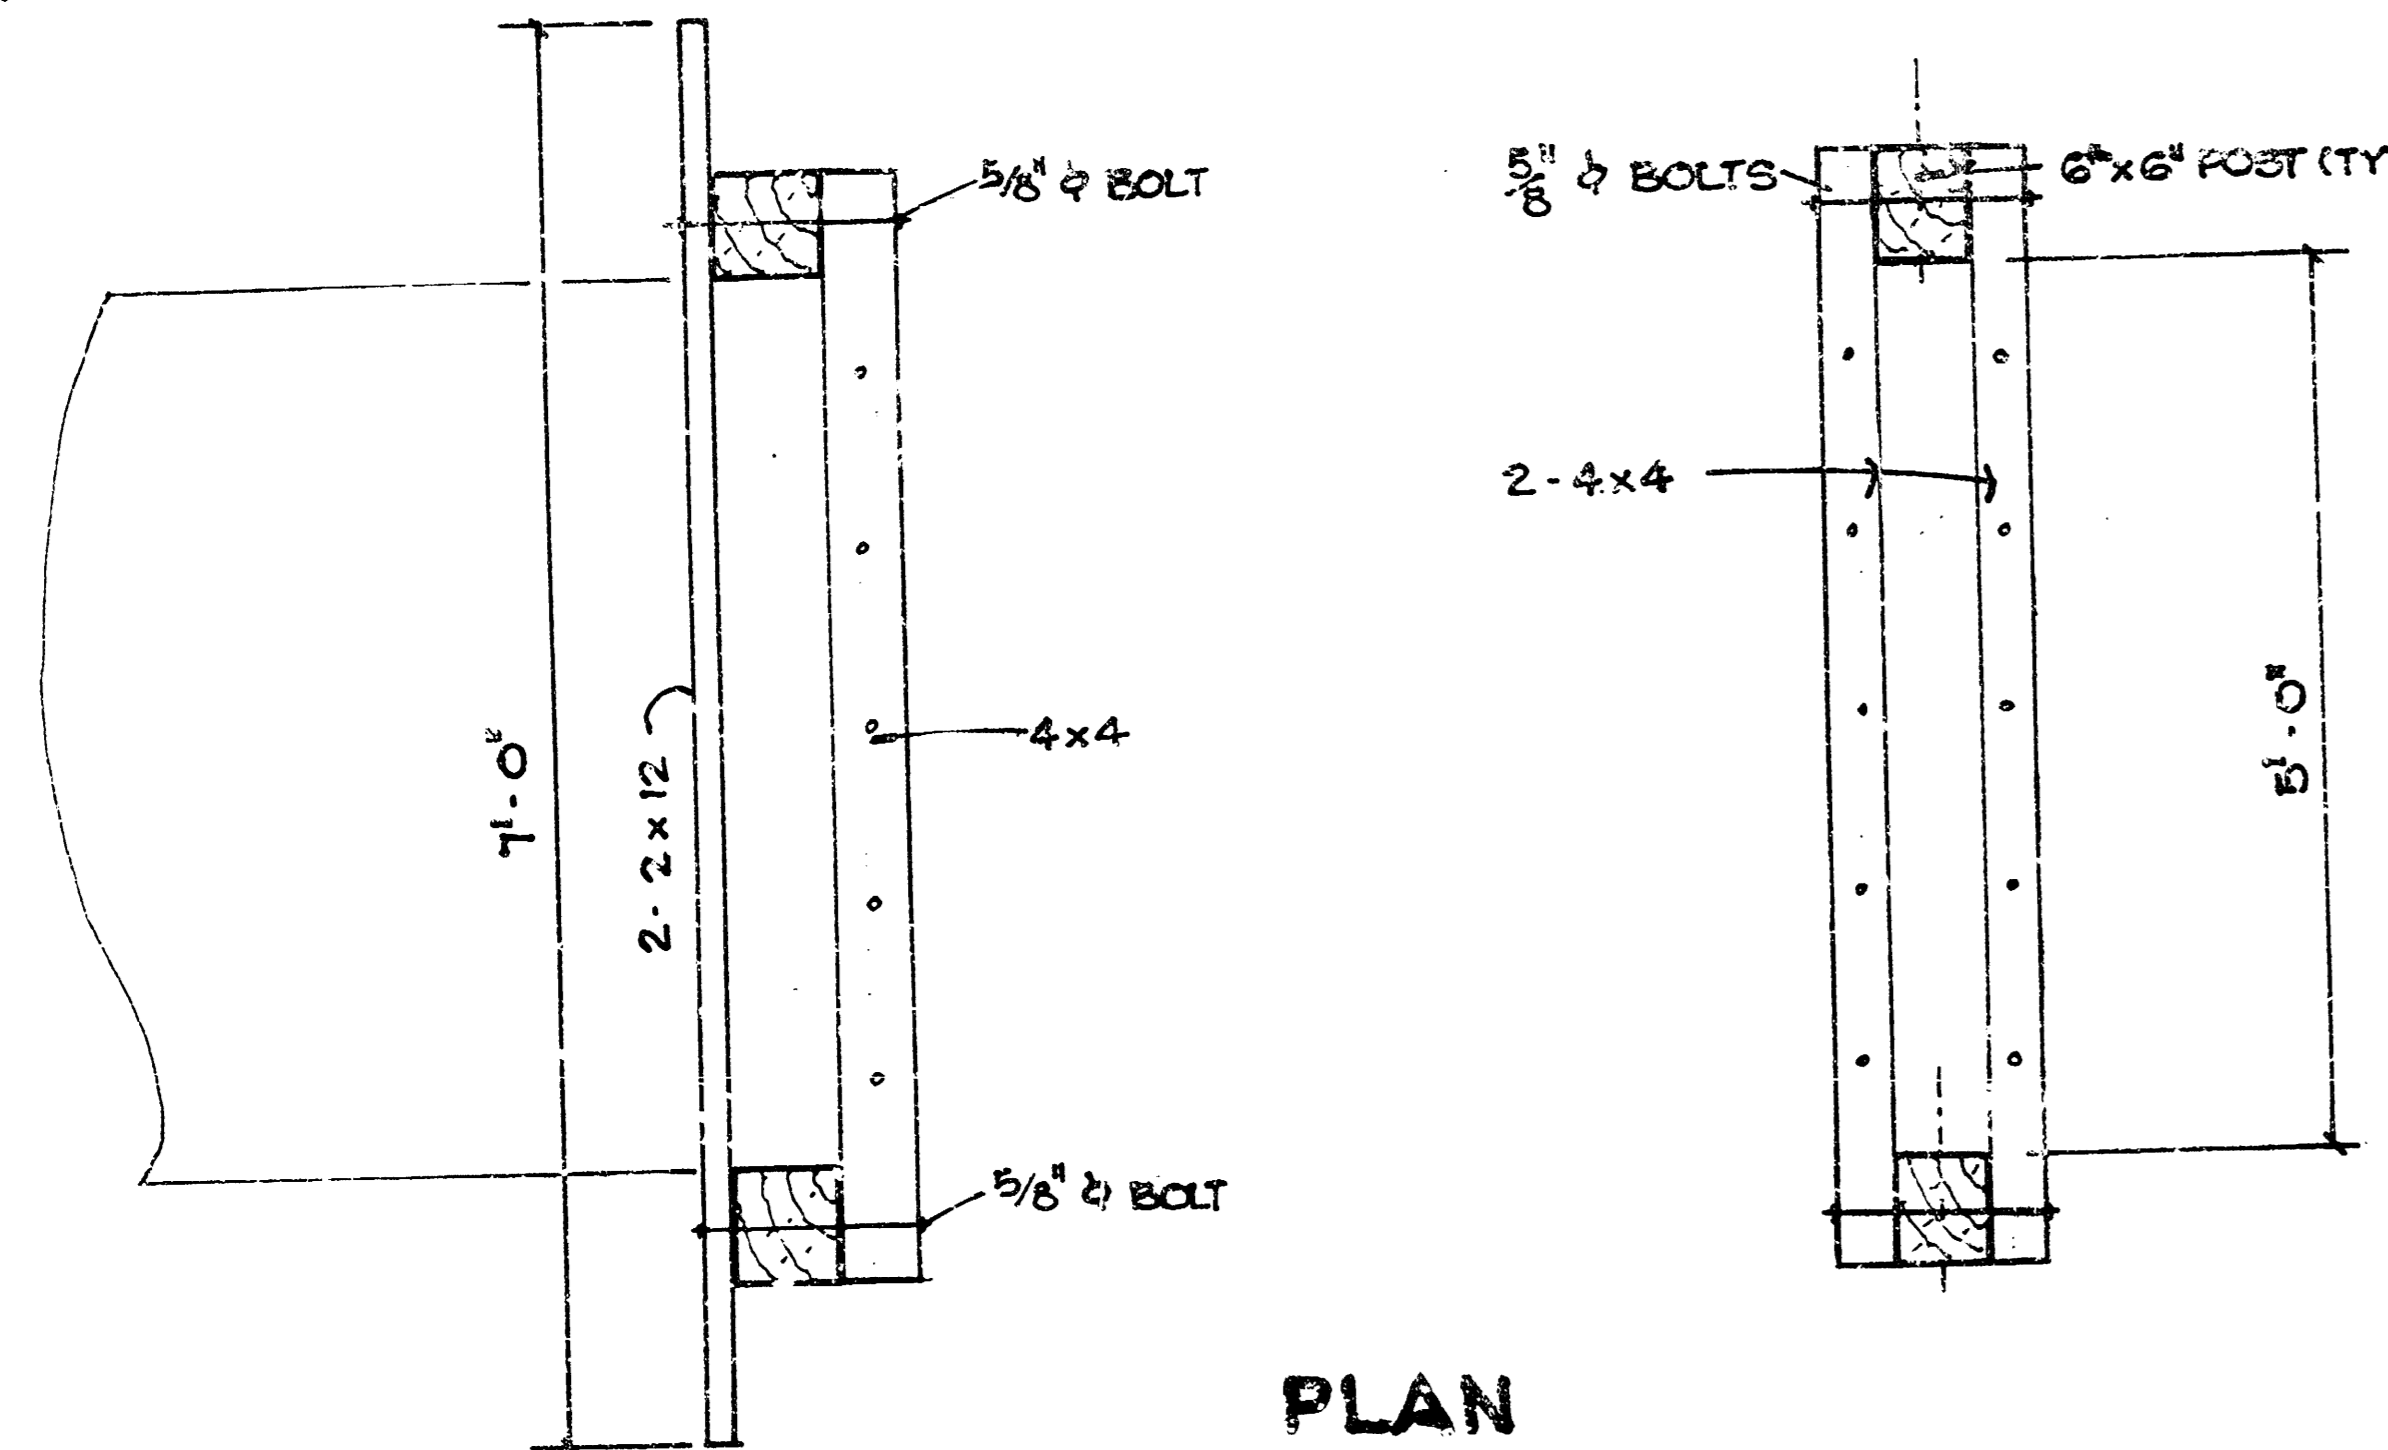 5/8" φ BOLT
7'-0"
2-2x12
4x4
5/8" φ BOLT
5/8" φ BOLTS
6"x6" POST (TY
2-4x4
5'-0"
PLAN